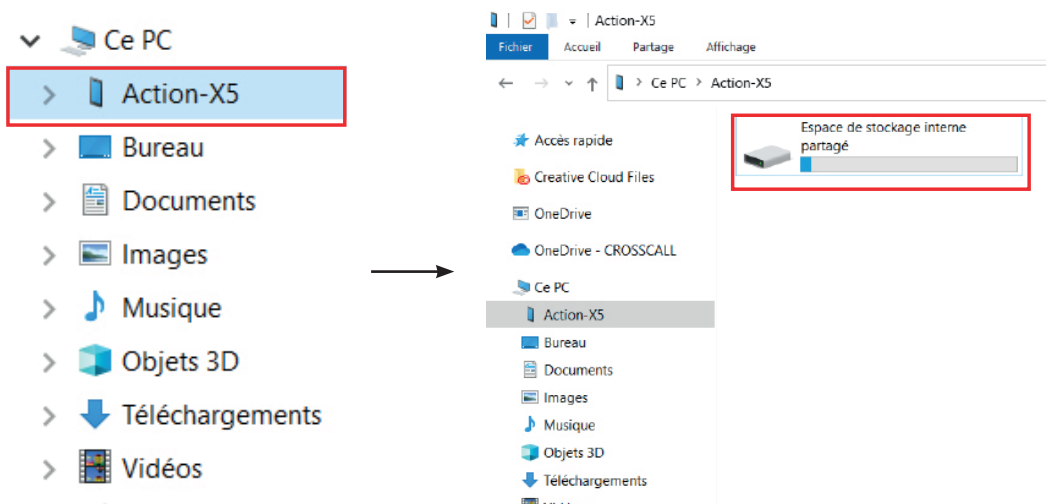 Ce PC
Action-X5
Bureau
Documents
Images
Musique
Objets 3D
Téléchargements
Vidéos
Action-X5
Fichier Accueil Partage Affichage
Ce PC > Action-X5
Accès rapide
Creative Cloud Files
OneDrive
OneDrive - CROSSCALL
Ce PC
Action-X5
Bureau
Documents
Images
Musique
Objets 3D
Téléchargements
Espace de stockage interne
partagé